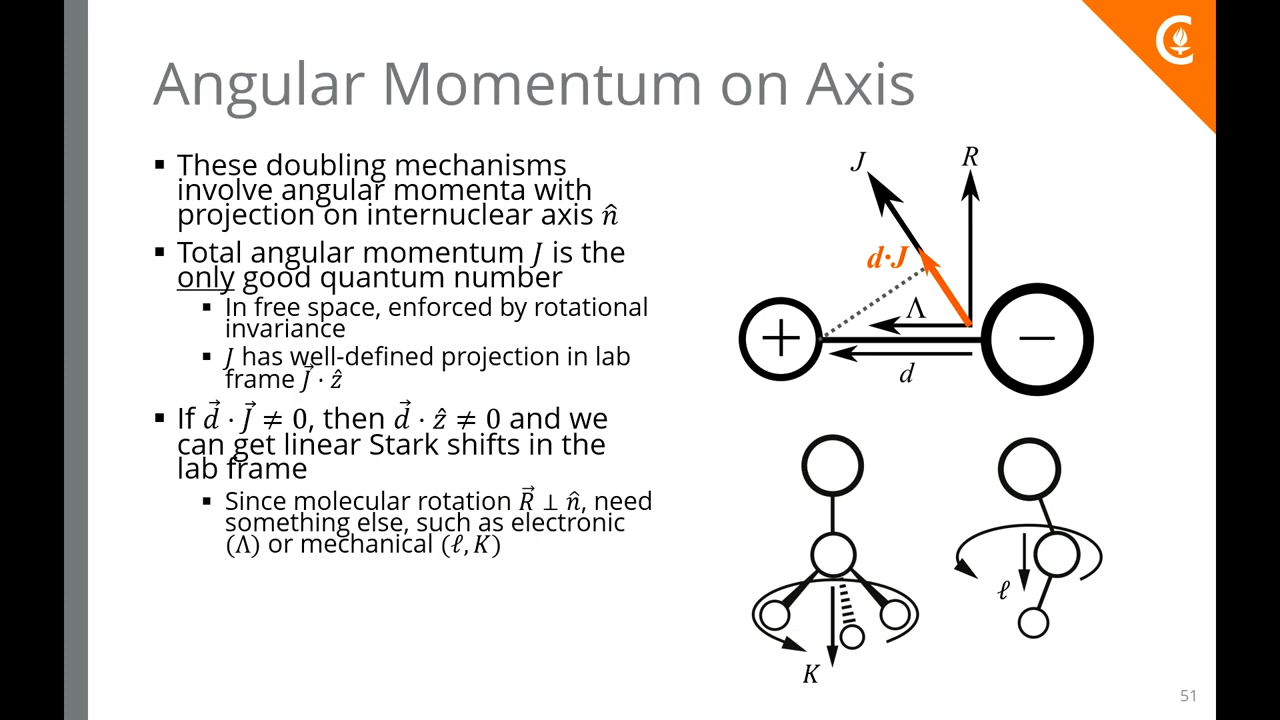 Angular Momentum on Axis
▪ These doubling mechanisms
involve angular momenta with
projection on internuclear axis n̂
▪ Total angular momentum J is the
only good quantum number
▪ In free space, enforced by rotational
invariance
▪ J has well-defined projection in lab
frame J⃗ · ẑ
▪ If d⃗ · J⃗ ≠ 0, then d⃗ · ẑ ≠ 0 and we
can get linear Stark shifts in the
lab frame
▪ Since molecular rotation R⃗ ⊥ n̂, need
something else, such as electronic
(Λ) or mechanical (ℓ, K)
J
R
d·J
Λ
+
−
d
K
ℓ
51